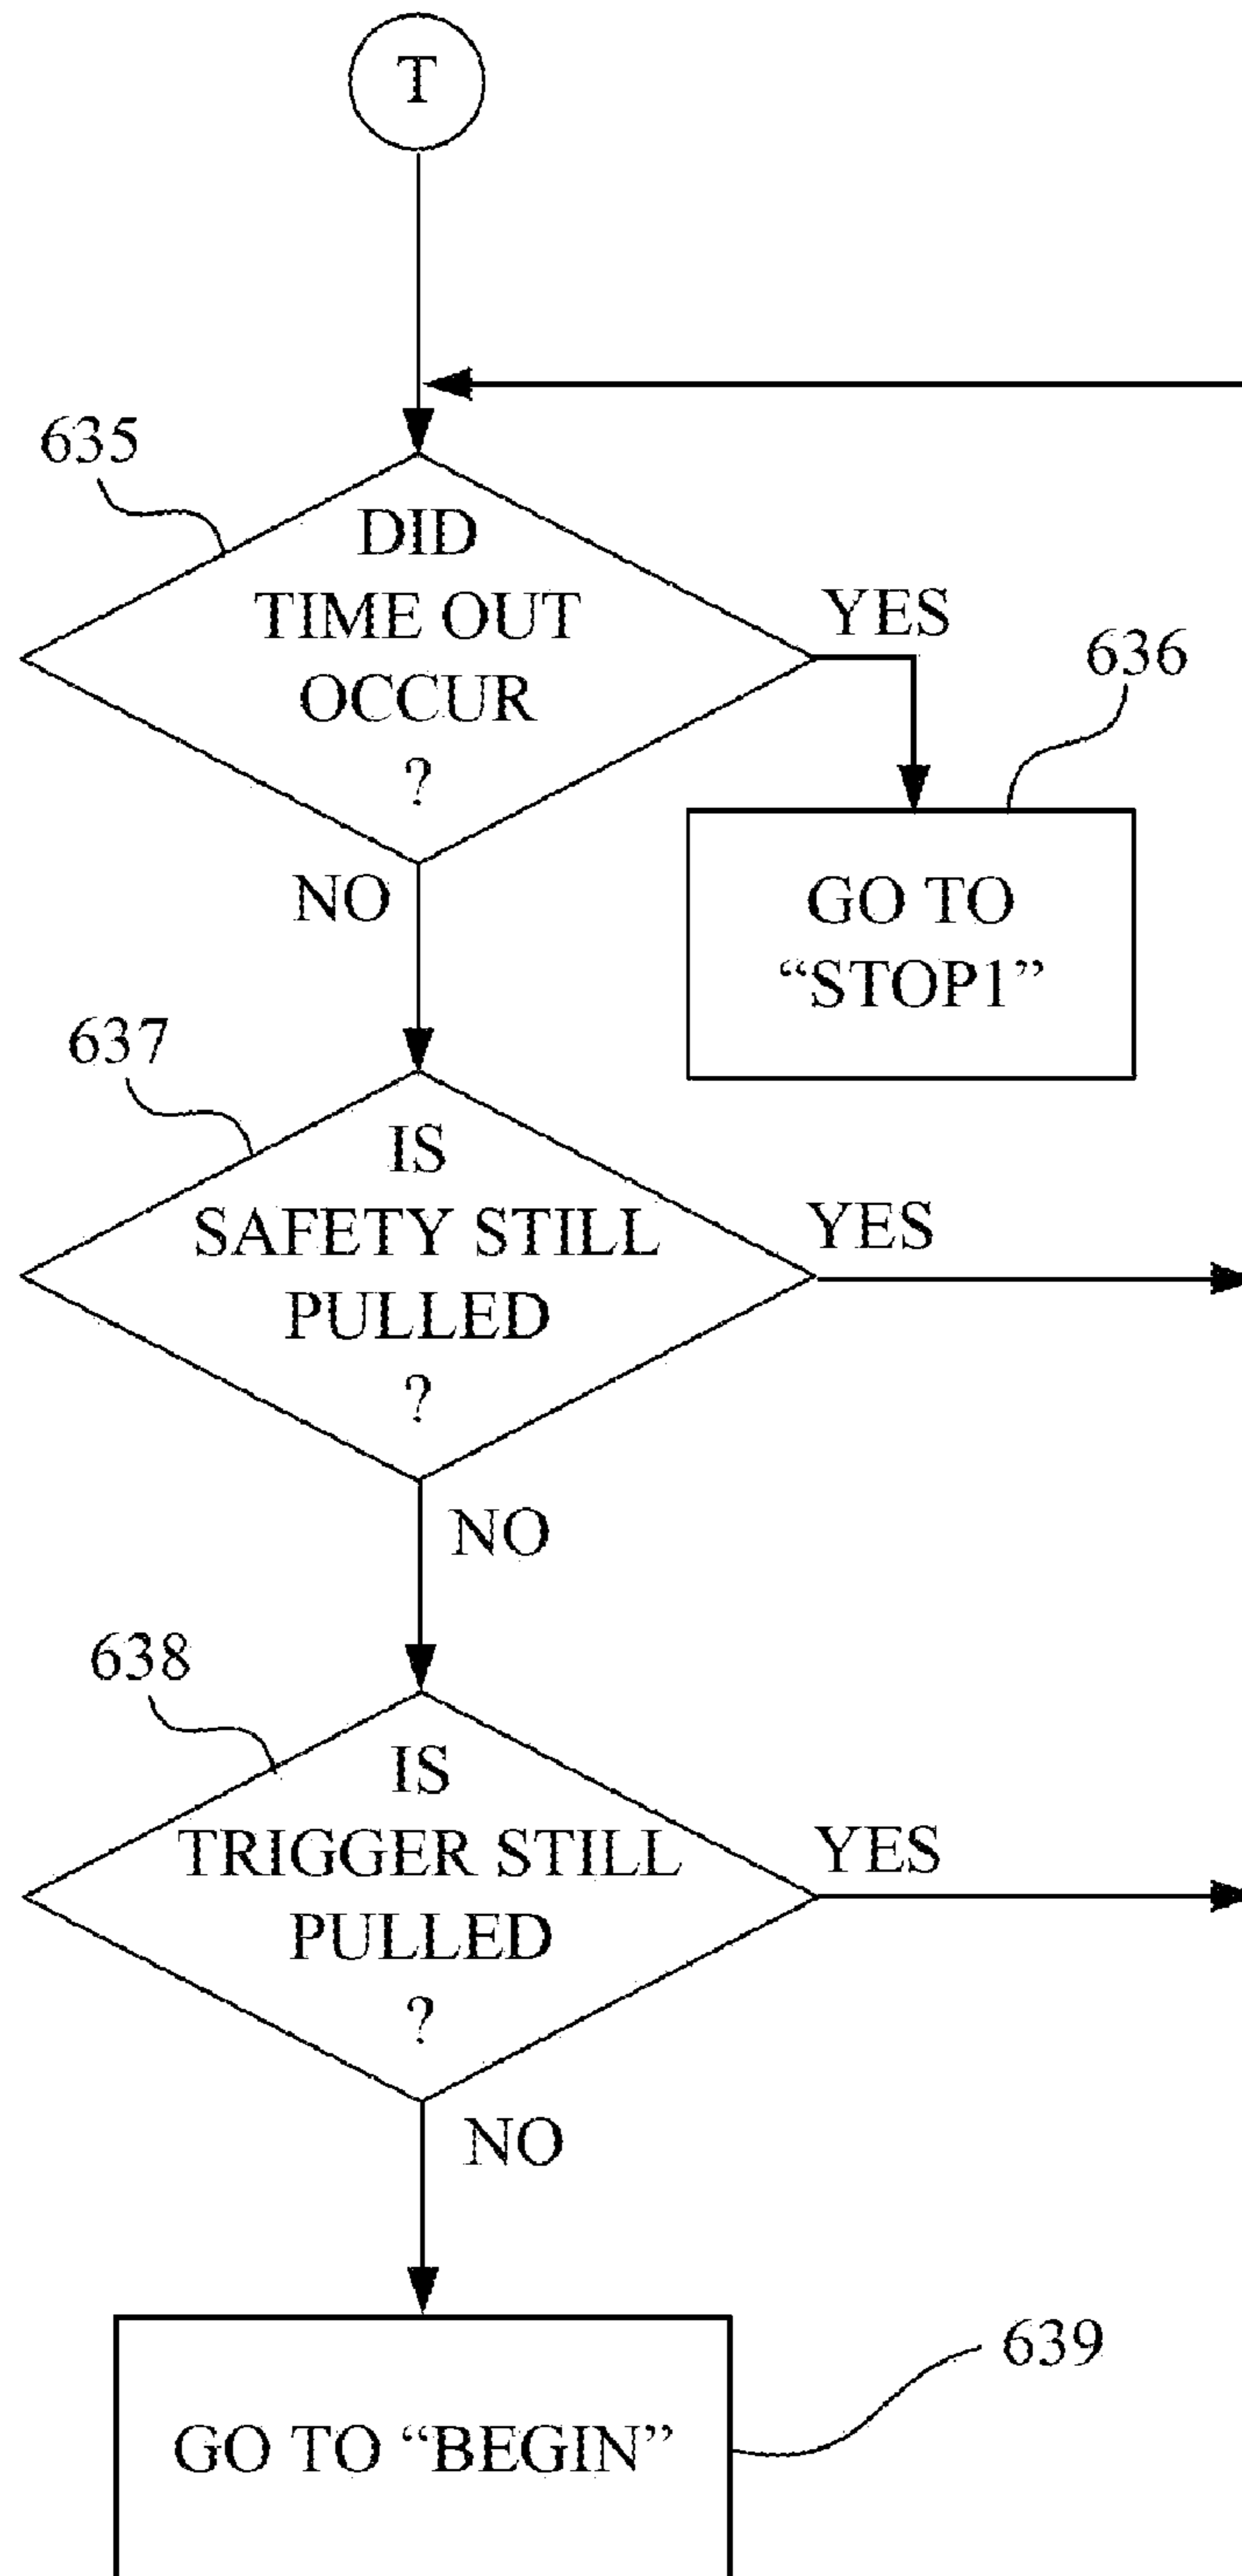 T
635
DID
TIME OUT
OCCUR
?
YES
636
GO TO
“STOP1”
NO
637
IS
SAFETY STILL
PULLED
?
YES
NO
638
IS
TRIGGER STILL
PULLED
?
YES
NO
639
GO TO “BEGIN”